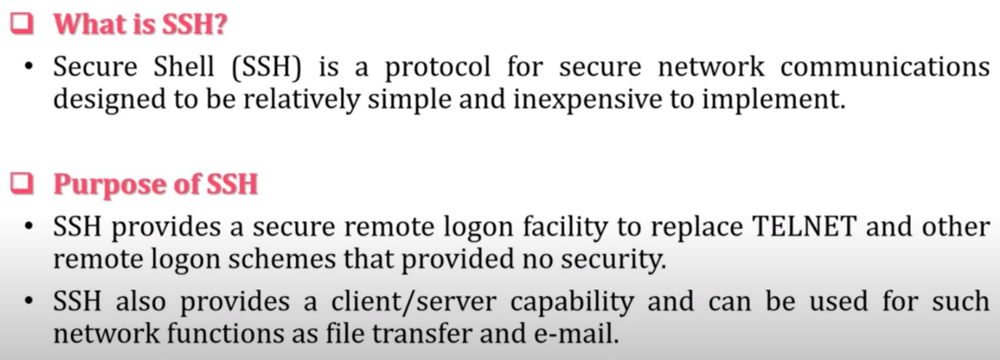 What is SSH?
• Secure Shell (SSH) is a protocol for secure network communications
designed to be relatively simple and inexpensive to implement.
Purpose of SSH
• SSH provides a secure remote logon facility to replace TELNET and other
remote logon schemes that provided no security.
• SSH also provides a client/server capability and can be used for such
network functions as file transfer and e-mail.